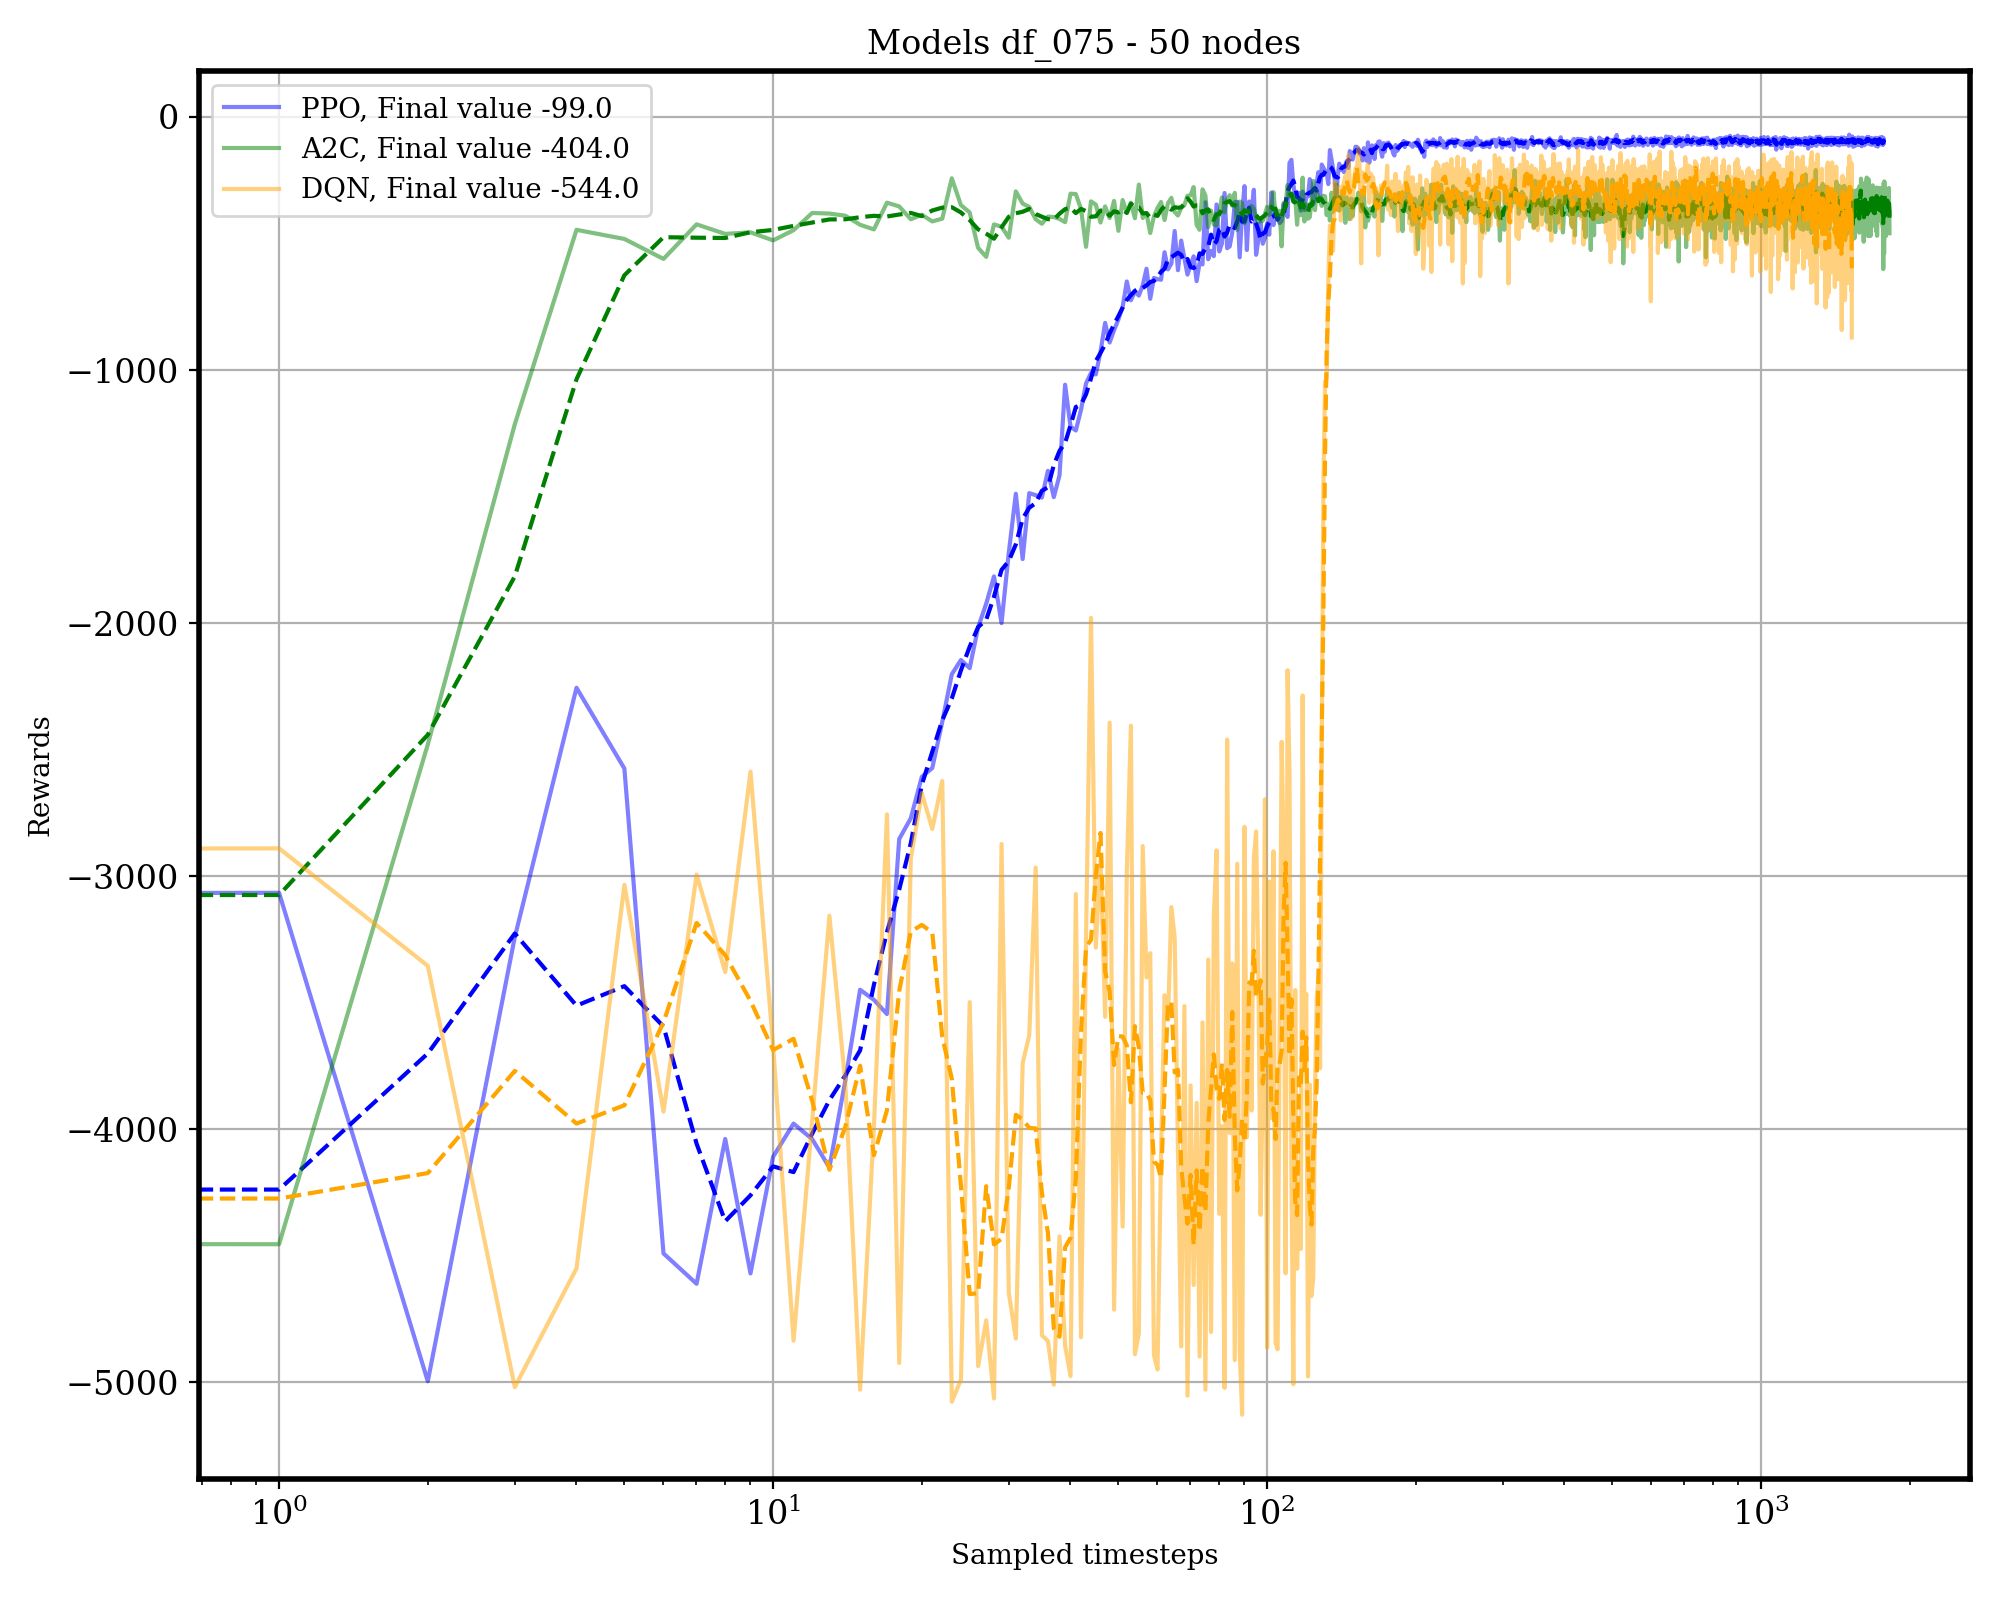 Models df_075 - 50 nodes
PPO, Final value -99.0
A2C, Final value -404.0
DQN, Final value -544.0
0
−1000
−2000
−3000
−4000
−5000
Rewards
10⁰ 10¹ 10² 10³
Sampled timesteps